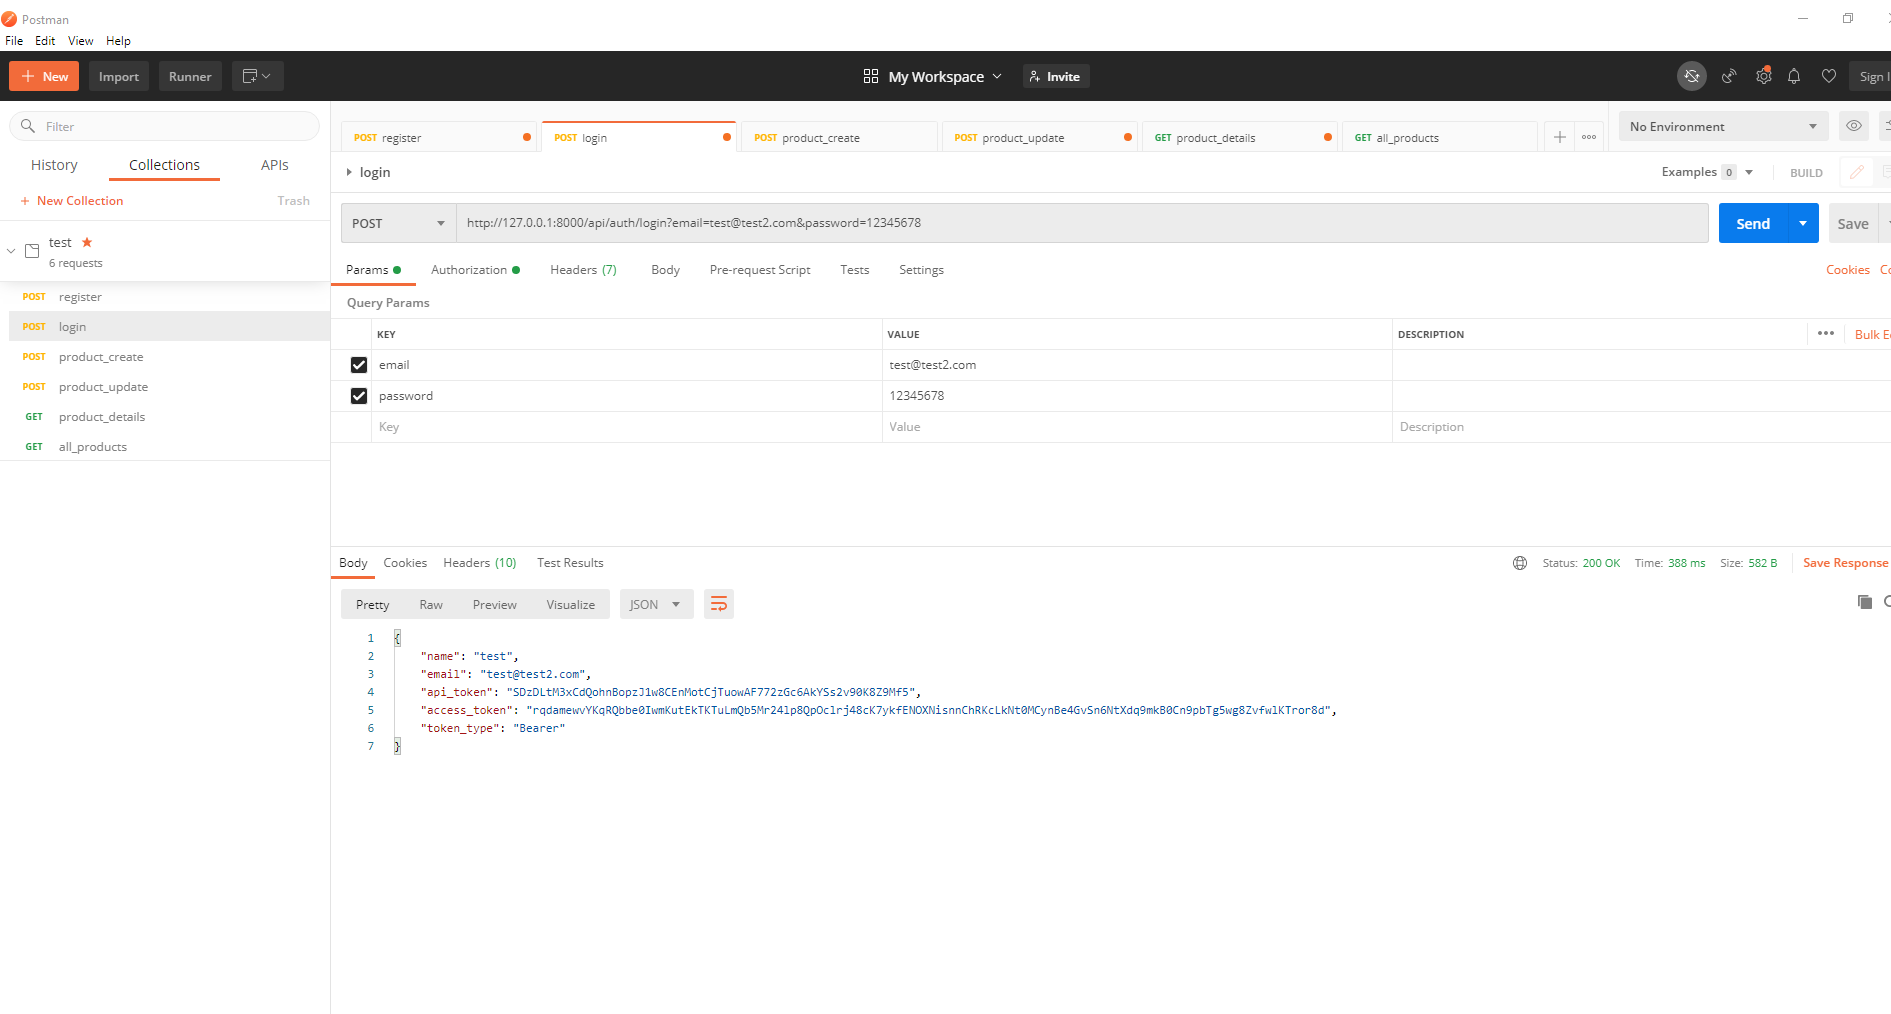 Postman
File Edit View Help
New Import Runner My Workspace Invite Sign I
Filter
History Collections APIs
New Collection Trash
test
6 requests
POST register
POST login
POST product_create
POST product_update
GET product_details
GET all_products
POST register POST login POST product_create POST product_update GET product_details GET all_products
No Environment
login
Examples 0 BUILD
POST http://127.0.0.1:8000/api/auth/login?email=test@test2.com&password=12345678 Send Save
Params Authorization Headers (7) Body Pre-request Script Tests Settings Cookies Co
Query Params
KEY VALUE DESCRIPTION Bulk E
email test@test2.com
password 12345678
Key Value Description
Body Cookies Headers (10) Test Results Status: 200 OK Time: 388 ms Size: 582 B Save Response
Pretty Raw Preview Visualize JSON
1 {
2 "name": "test",
3 "email": "test@test2.com",
4 "api_token": "SDzDLtM3xCdQohnBopzJ1w8CEnMotCjTuowAF772zGc6AkYSs2v90K8Z9Mf5",
5 "access_token": "rqdamewvYKqRQbbe0IwmKutEkTKTuLmQb5Mr24lp8QpOclrj48cK7ykfENOXNisnnChRKcLkNt0MCynBe4GvSn6NtXdq9mkB0Cn9pbTg5wg8ZvfwlKTror8d",
6 "token_type": "Bearer"
7 }